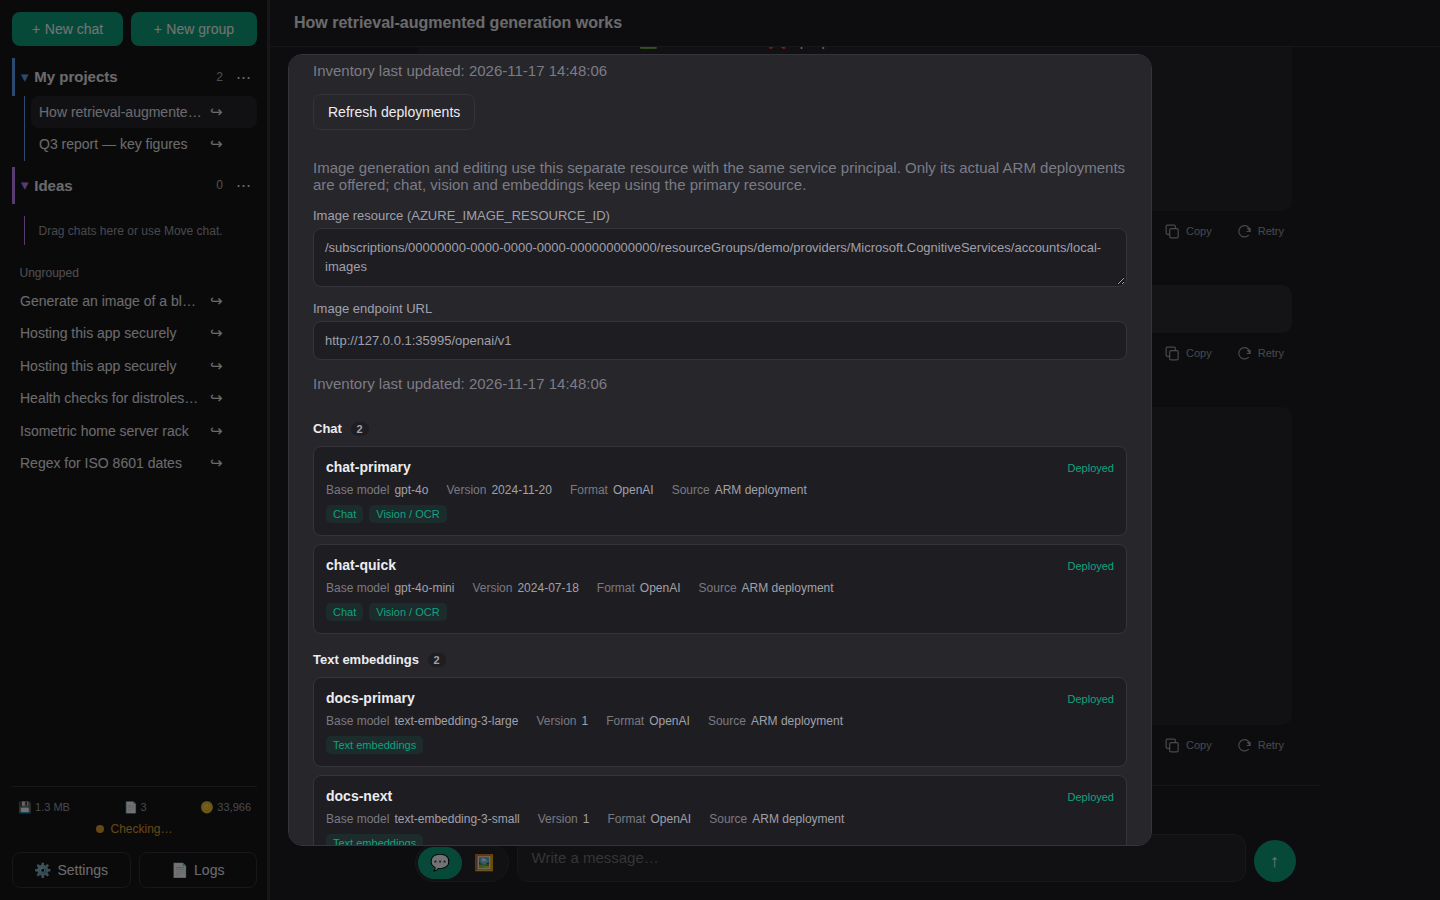 + New chat
+ New group
My projects 2 ...
How retrieval-augmente…
Q3 report — key figures
Ideas 0 ...
Drag chats here or use Move chat.
Ungrouped
Generate an image of a bl…
Hosting this app securely
Hosting this app securely
Health checks for distroles…
Isometric home server rack
Regex for ISO 8601 dates
1.3 MB 3 33,966
Checking…
Settings
Logs
How retrieval-augmented generation works
Inventory last updated: 2026-11-17 14:48:06
Refresh deployments
Image generation and editing use this separate resource with the same service principal. Only its actual ARM deployments
are offered; chat, vision and embeddings keep using the primary resource.
Image resource (AZURE_IMAGE_RESOURCE_ID)
/subscriptions/00000000-0000-0000-0000-000000000000/resourceGroups/demo/providers/Microsoft.CognitiveServices/accounts/local-
images
Image endpoint URL
http://127.0.0.1:35995/openai/v1
Inventory last updated: 2026-11-17 14:48:06
Chat 2
chat-primary Deployed
Base model gpt-4o Version 2024-11-20 Format OpenAI Source ARM deployment
Chat Vision / OCR
chat-quick Deployed
Base model gpt-4o-mini Version 2024-07-18 Format OpenAI Source ARM deployment
Chat Vision / OCR
Text embeddings 2
docs-primary Deployed
Base model text-embedding-3-large Version 1 Format OpenAI Source ARM deployment
Text embeddings
docs-next Deployed
Base model text-embedding-3-small Version 1 Format OpenAI Source ARM deployment
Text embeddings
Copy Retry
Copy Retry
Copy Retry
Write a message…